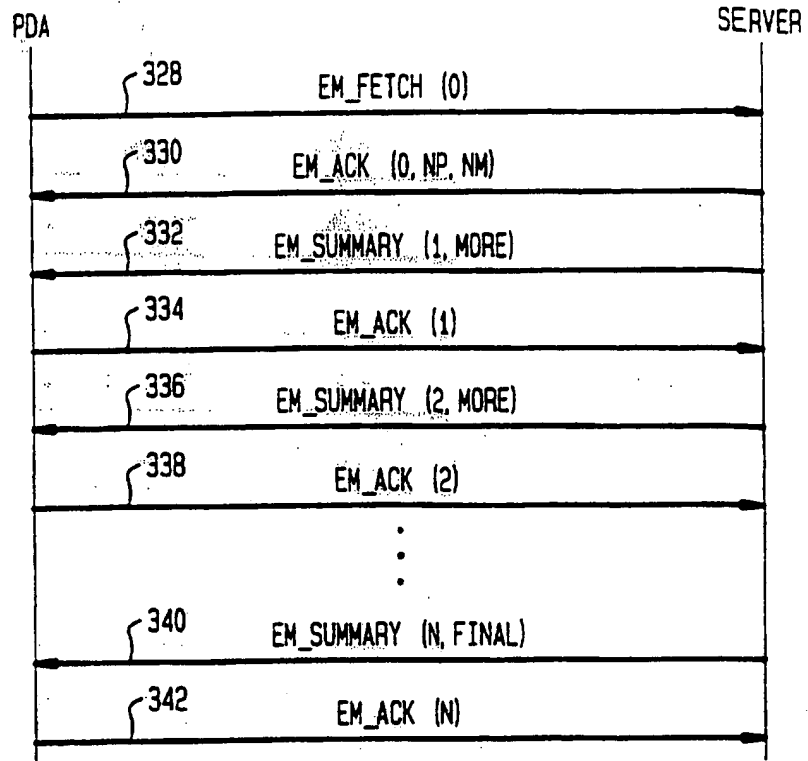 PDA
SERVER
328
EM_FETCH (0)
330
EM_ACK (0, NP, NM)
332
EM_SUMMARY (1, MORE)
334
EM_ACK (1)
336
EM_SUMMARY (2, MORE)
338
EM_ACK (2)
340
EM_SUMMARY (N, FINAL)
342
EM_ACK (N)